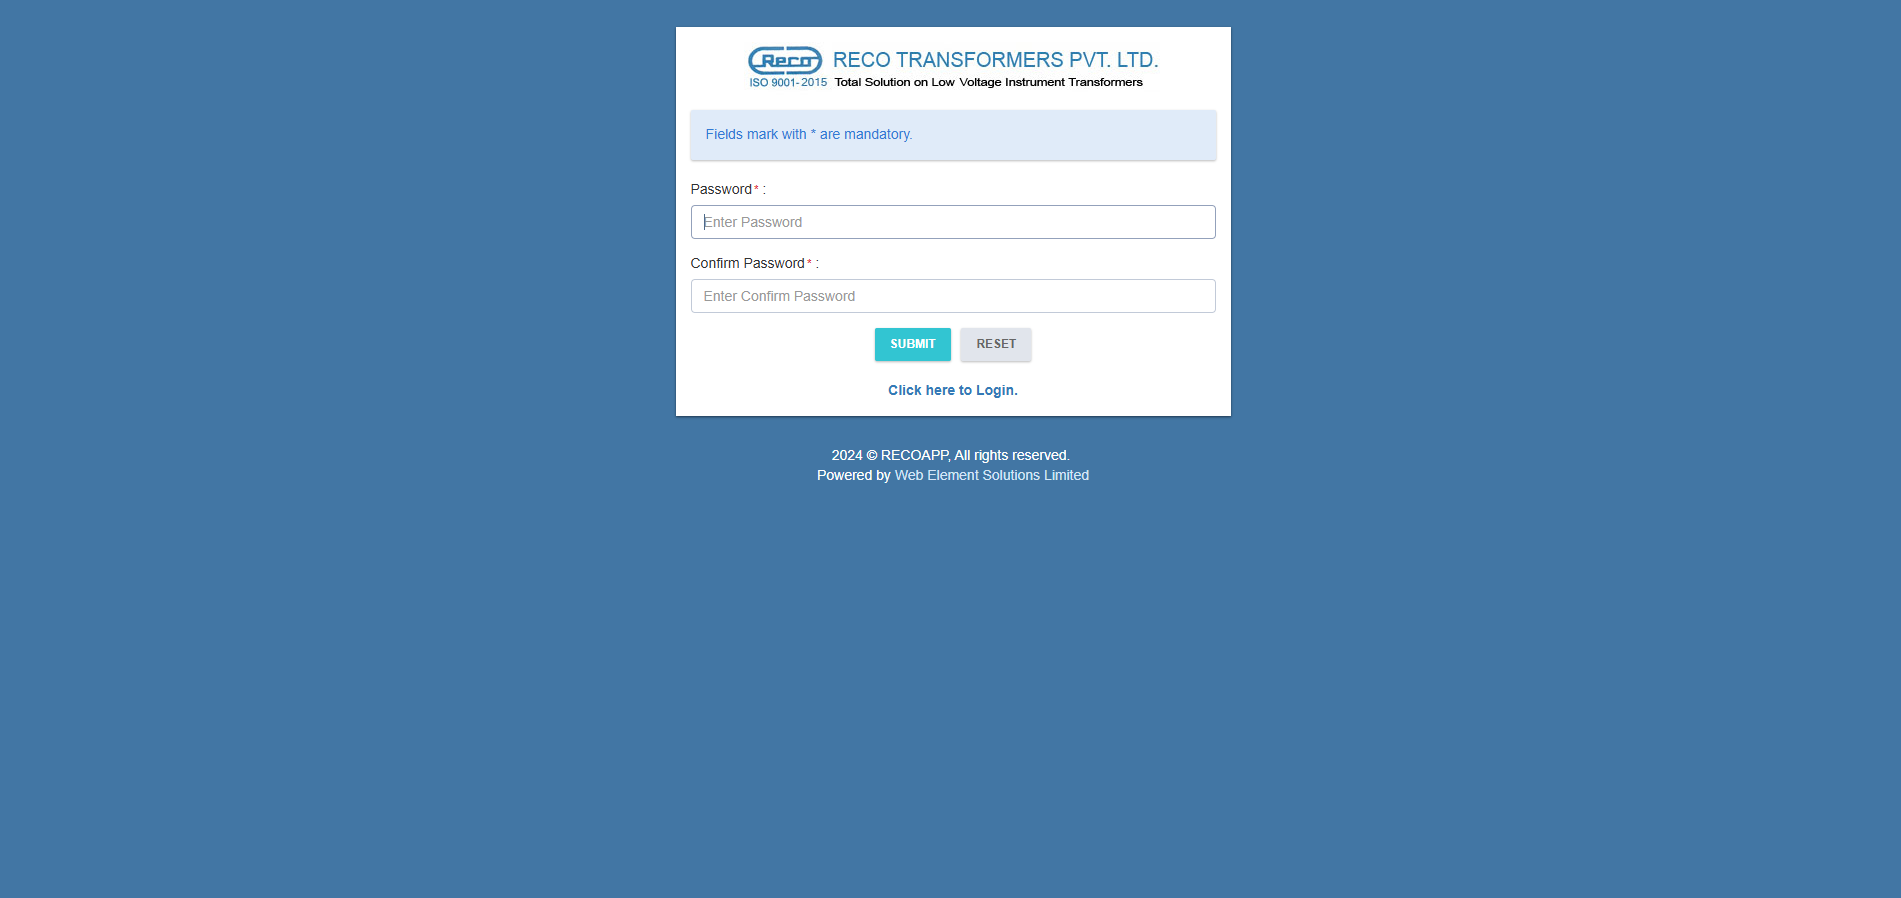 Reco RECO TRANSFORMERS PVT. LTD.
ISO 9001-2015 Total Solution on Low Voltage Instrument Transformers
Fields mark with * are mandatory.
Password* :
Enter Password
Confirm Password* :
Enter Confirm Password
SUBMIT RESET
Click here to Login.
2024 © RECOAPP, All rights reserved.
Powered by Web Element Solutions Limited